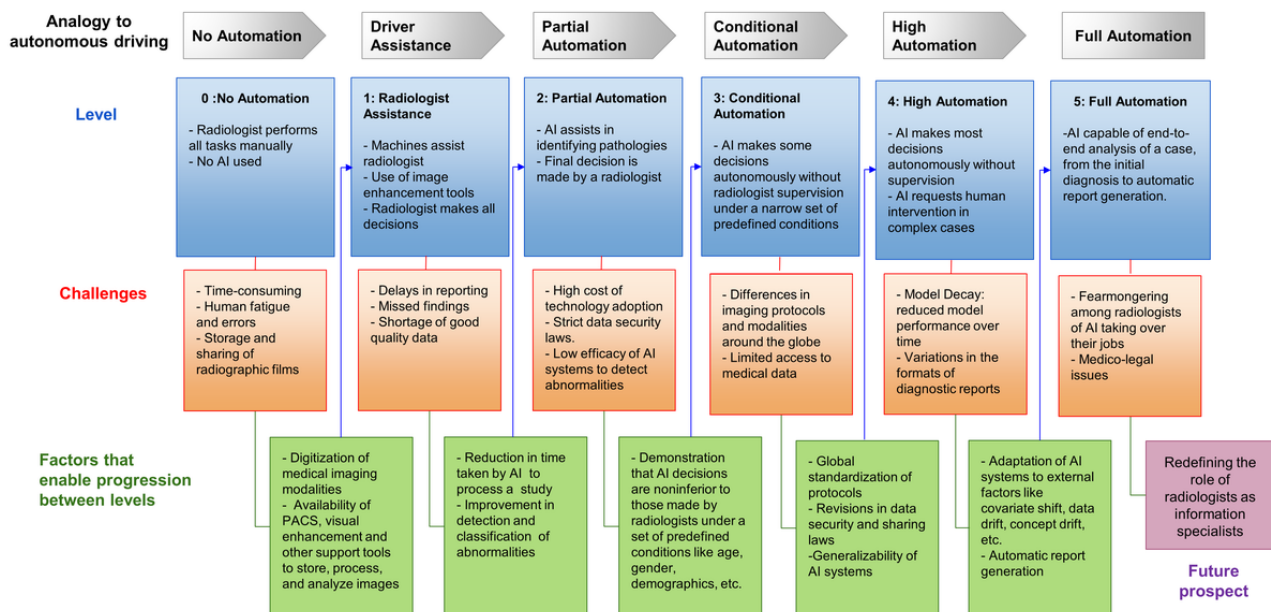 Analogy to
autonomous driving
No Automation
Driver
Assistance
Partial
Automation
Conditional
Automation
High
Automation
Full Automation
Level
0 :No Automation
- Radiologist performs
all tasks manually
- No AI used
1: Radiologist
Assistance
- Machines assist
radiologist
- Use of image
enhancement tools
- Radiologist makes all
decisions
2: Partial Automation
- AI assists in
identifying pathologies
- Final decision is
made by a radiologist
3: Conditional
Automation
- AI makes some
decisions
autonomously without
radiologist supervision
under a narrow set of
predefined conditions
4: High Automation
- AI makes most
decisions
autonomously without
supervision
- AI requests human
intervention in
complex cases
5: Full Automation
-AI capable of end-to-
end analysis of a case,
from the initial
diagnosis to automatic
report generation.
Challenges
- Time-consuming
- Human fatigue
and errors
- Storage and
sharing of
radiographic films
- Delays in reporting
- Missed findings
- Shortage of good
quality data
- High cost of
technology adoption
- Strict data security
laws.
- Low efficacy of AI
systems to detect
abnormalities
- Differences in
imaging protocols
and modalities
around the globe
- Limited access to
medical data
- Model Decay:
reduced model
performance over
time
- Variations in the
formats of
diagnostic reports
- Fearmongering
among radiologists
of AI taking over
their jobs
- Medico-legal
issues
Factors that
enable progression
between levels
- Digitization of
medical imaging
modalities
- Availability of
PACS, visual
enhancement and
other support tools
to store, process,
and analyze images
- Reduction in time
taken by AI to
process a study
- Improvement in
detection and
classification of
abnormalities
- Demonstration
that AI decisions
are noninferior to
those made by
radiologists under a
set of predefined
conditions like age,
gender,
demographics, etc.
- Global
standardization of
protocols
- Revisions in data
security and sharing
laws
-Generalizability of
AI systems
- Adaptation of AI
systems to external
factors like
covariate shift, data
drift, concept drift,
etc.
- Automatic report
generation
Redefining the
role of
radiologists as
information
specialists
Future
prospect